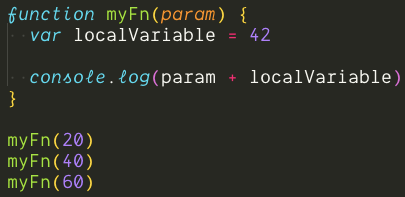 function myFn(param) {
  var localVariable = 42

  console.log(param + localVariable)
}

myFn(20)
myFn(40)
myFn(60)